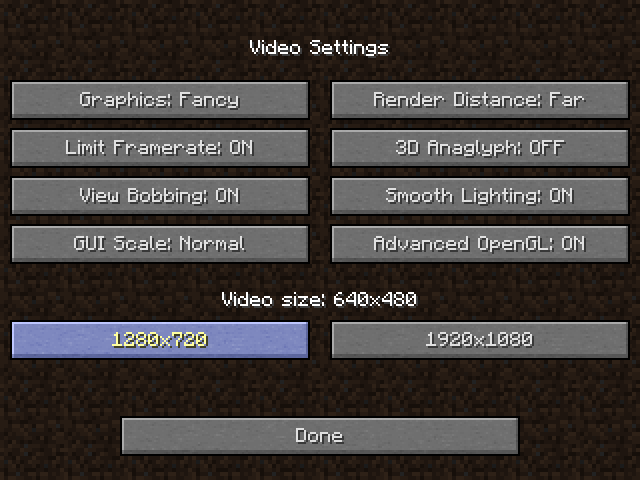 Video Settings
Graphics: Fancy
Render Distance: Far
Limit Framerate: ON
3D Anaglyph: OFF
View Bobbing: ON
Smooth Lighting: ON
GUI Scale: Normal
Advanced OpenGL: ON
Video size: 640x480
1280x720
1920x1080
Done